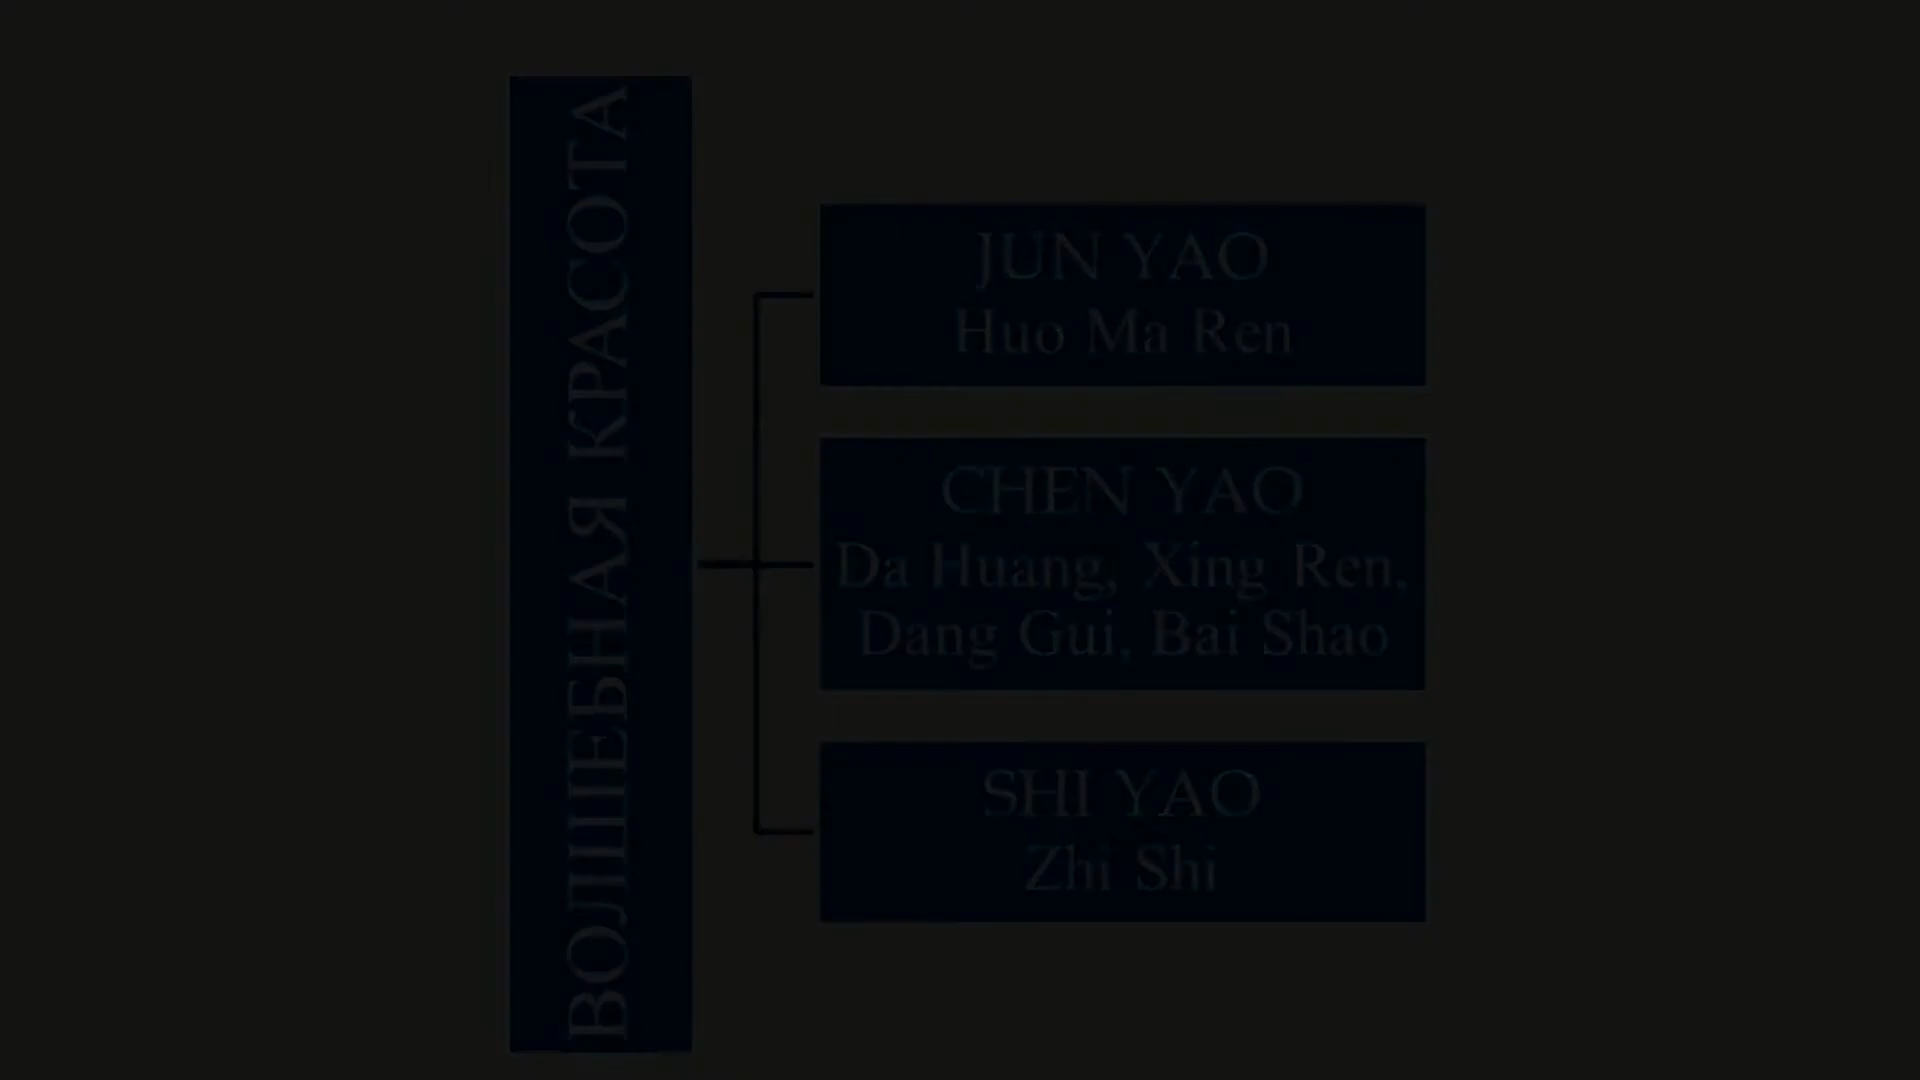 ВОЛШЕБНАЯ КРАСОТА
JUN YAO
Huo Ma Ren
CHEN YAO
Da Huang, Xing Ren,
Dang Gui, Bai Shao
SHI YAO
Zhi Shi